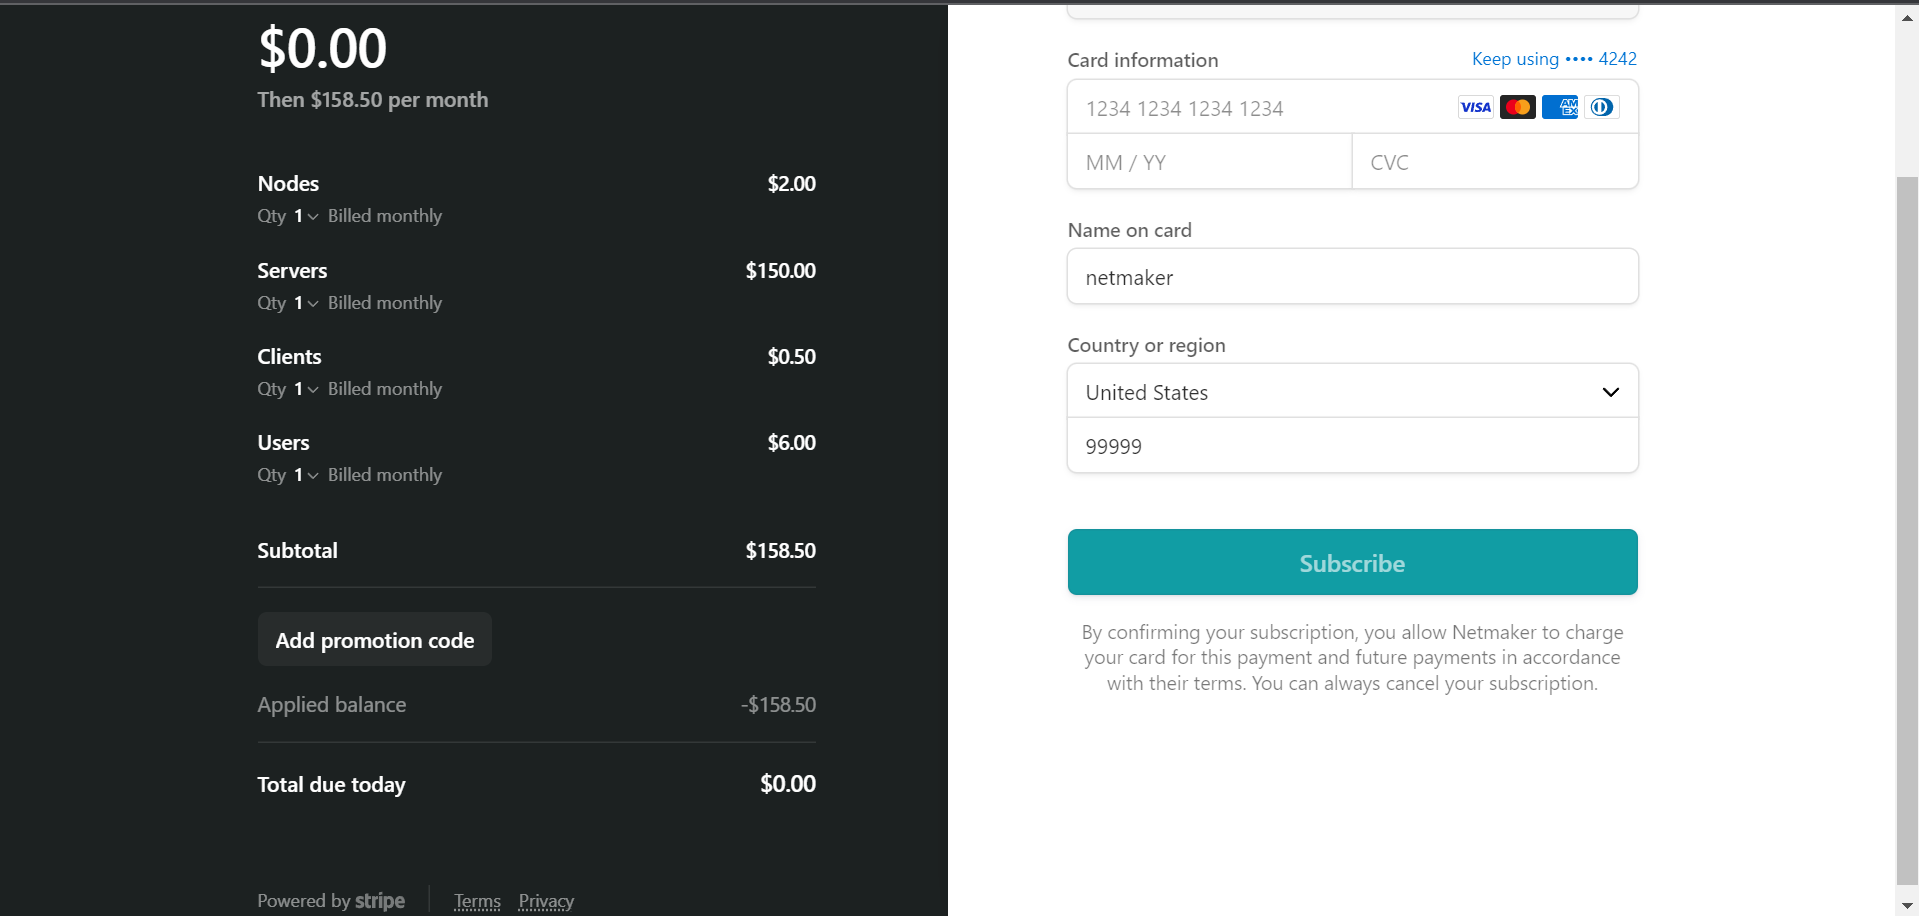 $0.00
Then $158.50 per month
Nodes $2.00
Qty 1 Billed monthly
Servers $150.00
Qty 1 Billed monthly
Clients $0.50
Qty 1 Billed monthly
Users $6.00
Qty 1 Billed monthly
Subtotal $158.50
Add promotion code
Applied balance -$158.50
Total due today $0.00
Powered by stripe Terms Privacy
Card information Keep using •••• 4242
1234 1234 1234 1234 VISA AM EX
MM / YY CVC
Name on card
netmaker
Country or region
United States
99999
Subscribe
By confirming your subscription, you allow Netmaker to charge
your card for this payment and future payments in accordance
with their terms. You can always cancel your subscription.